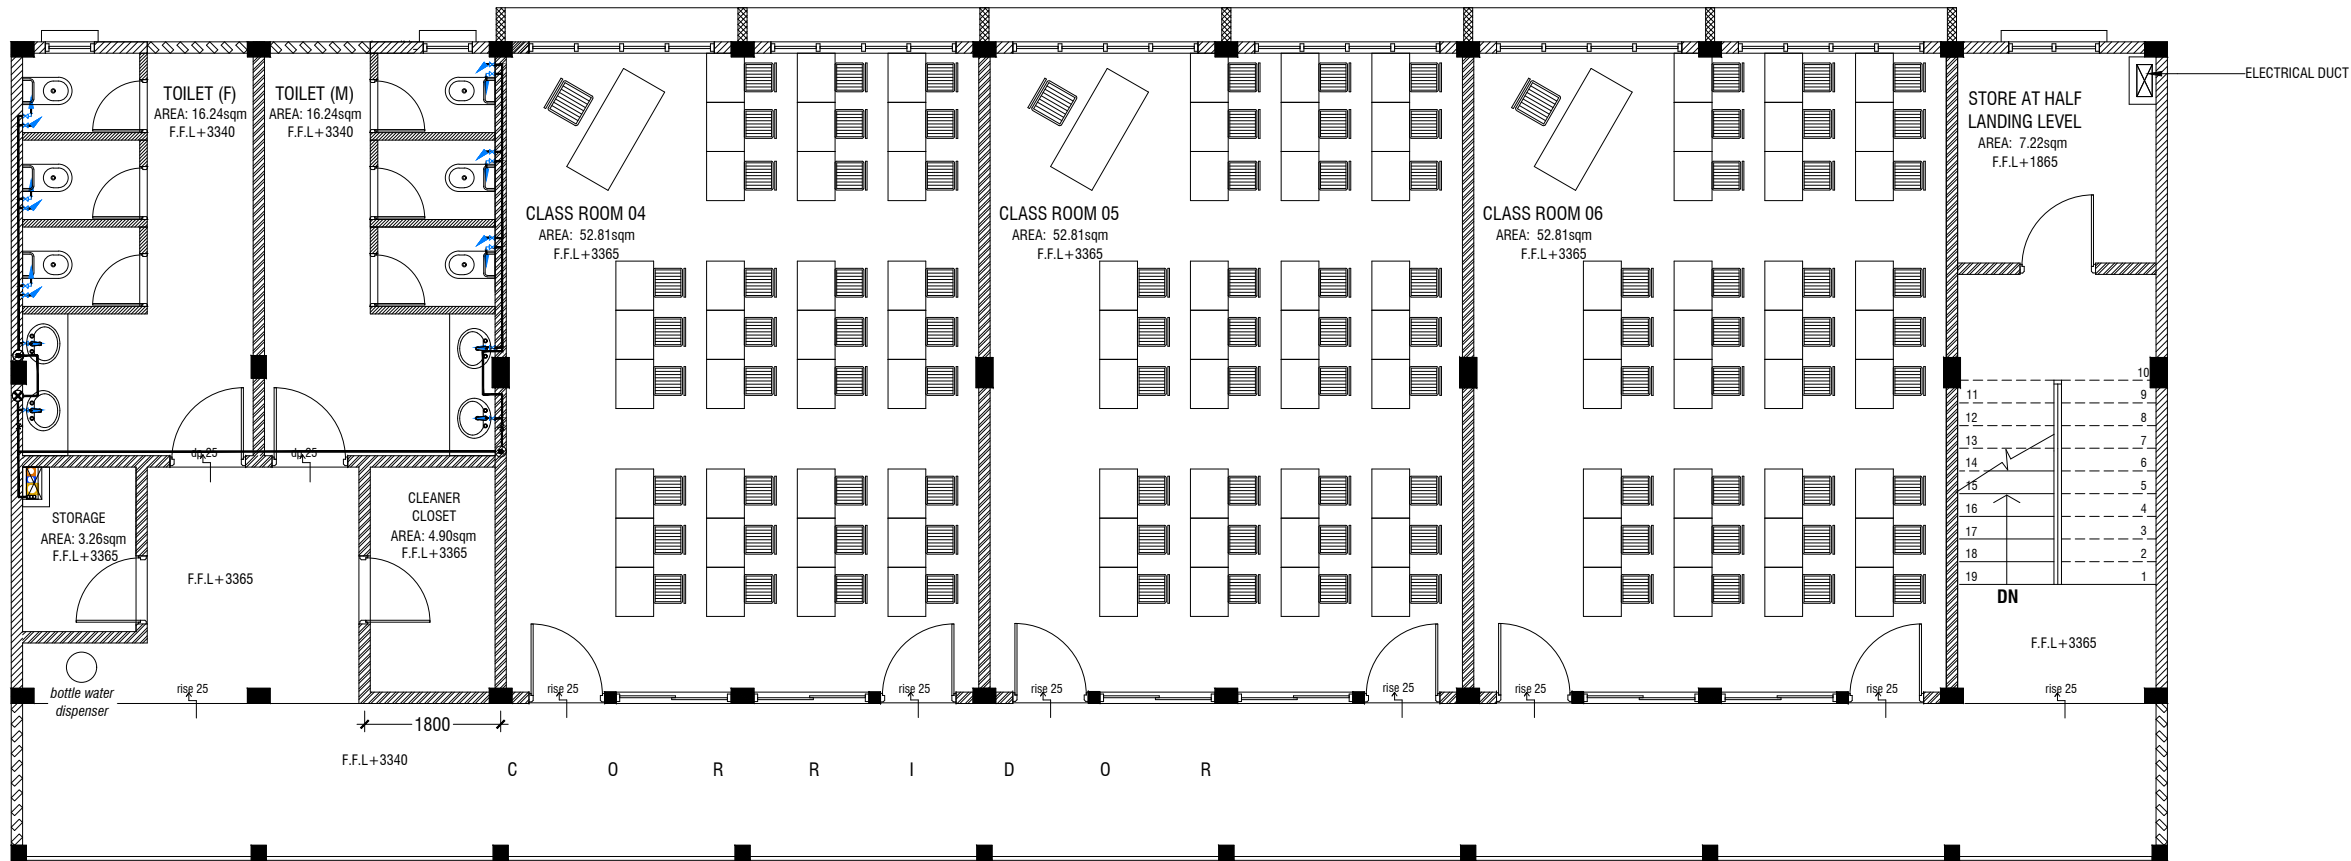 ELECTRICAL DUCT
TOILET (F)
AREA: 16.24sqm
F.F.L+3340
TOILET (M)
AREA: 16.24sqm
F.F.L+3340
STORE AT HALF
LANDING LEVEL
AREA: 7.22sqm
F.F.L+1865
CLASS ROOM 04
AREA: 52.81sqm
F.F.L+3365
CLASS ROOM 05
AREA: 52.81sqm
F.F.L+3365
CLASS ROOM 06
AREA: 52.81sqm
F.F.L+3365
10
11
9
12
8
13
7
14
6
15
5
16
4
17
3
18
2
19
1
DN
F.F.L+3365
dp 25
dp 25
STORAGE
AREA: 3.26sqm
F.F.L+3365
CLEANER
CLOSET
AREA: 4.90sqm
F.F.L+3365
F.F.L+3365
bottle water
dispenser
rise 25
rise 25
rise 25
rise 25
rise 25
rise 25
rise 25
rise 25
1800
F.F.L+3340
C O R R I D O R